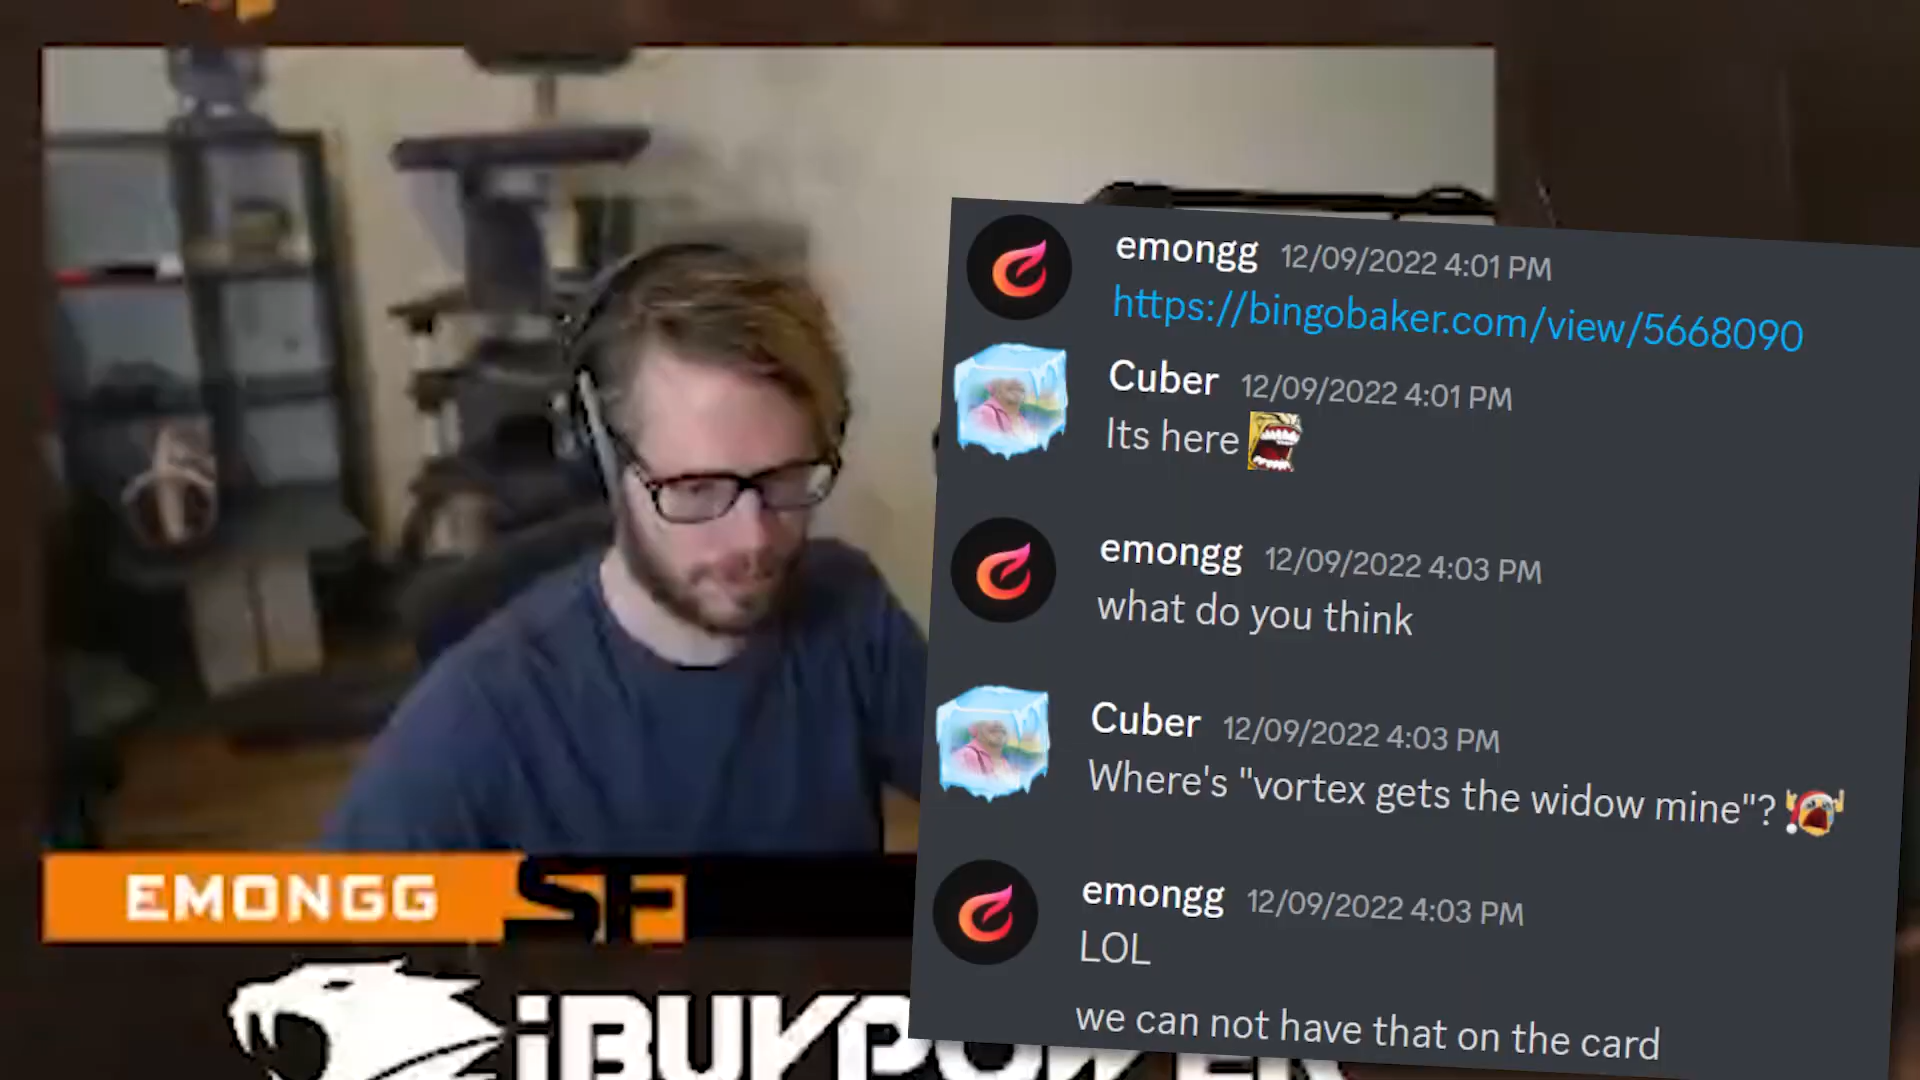 emongg 12/09/2022 4:01 PM
https://bingobaker.com/view/5668090
Cuber 12/09/2022 4:01 PM
Its here
emongg 12/09/2022 4:03 PM
what do you think
Cuber 12/09/2022 4:03 PM
Where's "vortex gets the widow mine"?
emongg 12/09/2022 4:03 PM
LOL
we can not have that on the card
EMONGG SF
iBUYPOWER